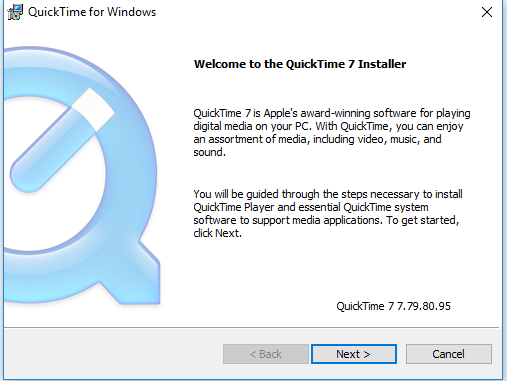 QuickTime for Windows
Welcome to the QuickTime 7 Installer
QuickTime 7 is Apple's award-winning software for playing
digital media on your PC. With QuickTime, you can enjoy
an assortment of media, including video, music, and
sound.
You will be guided through the steps necessary to install
QuickTime Player and essential QuickTime system
software to support media applications. To get started,
click Next.
QuickTime 7 7.79.80.95
< Back
Next >
Cancel